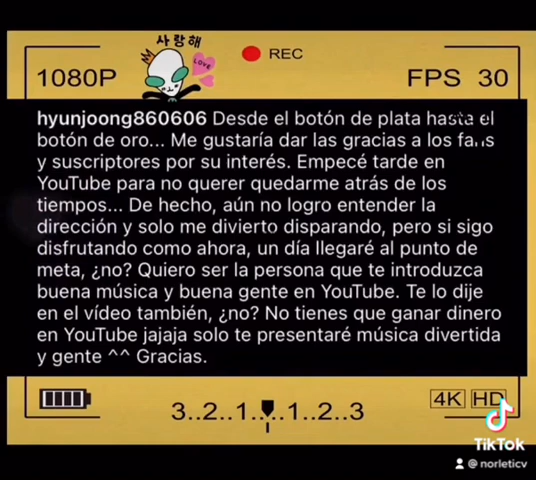 사랑해
LOVE
REC
1080P
FPS 30
hyunjoong860606 Desde el botón de plata hasta el
botón de oro... Me gustaría dar las gracias a los fans
y suscriptores por su interés. Empecé tarde en
YouTube para no querer quedarme atrás de los
tiempos... De hecho, aún no logro entender la
dirección y solo me divierto disparando, pero si sigo
disfrutando como ahora, un día llegaré al punto de
meta, ¿no? Quiero ser la persona que te introduzca
buena música y buena gente en YouTube. Te lo dije
en el vídeo también, ¿no? No tienes que ganar dinero
en YouTube jajaja solo te presentaré música divertida
y gente ^^ Gracias.
3..2..1....1..2..3
4K HD
TikTok
@norleticv